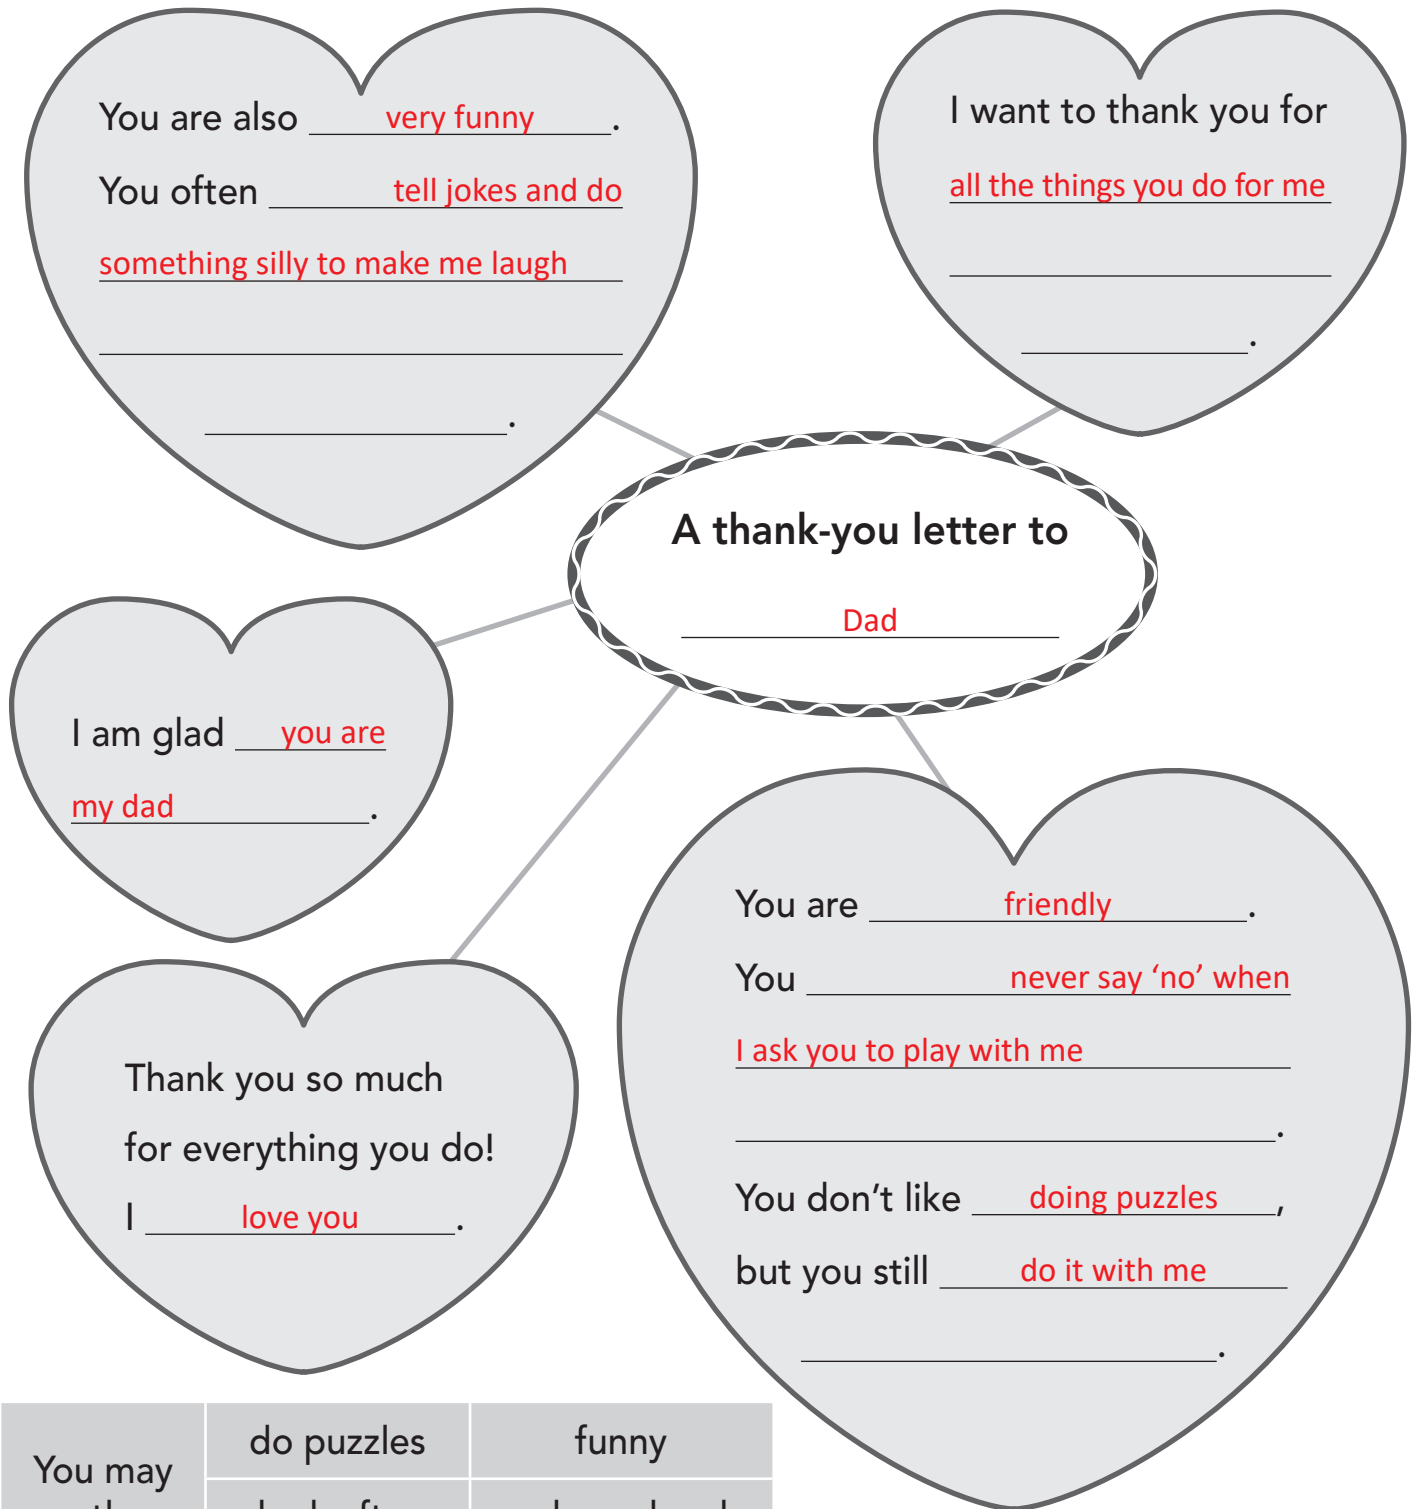 You are also very funny.
You often tell jokes and do
something silly to make me laugh
.
I want to thank you for
all the things you do for me
.
A thank-you letter to
Dad
I am glad you are
my dad.
You are friendly.
You never say ‘no’ when
I ask you to play with me
.
You don’t like doing puzzles,
but you still do it with me
.
Thank you so much
for everything you do!
I love you.
do puzzles funny
You may